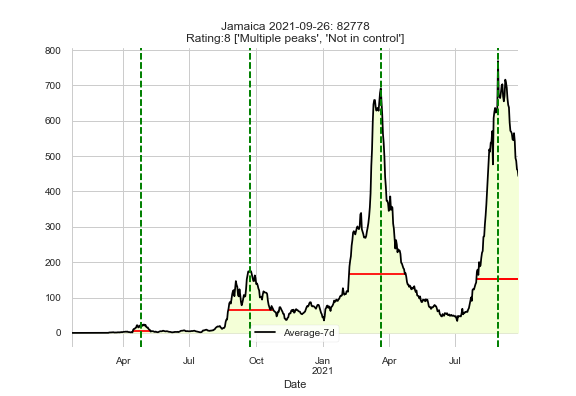 Jamaica 2021-09-26: 82778
Rating:8 ['Multiple peaks', 'Not in control']
800
700
600
500
400
300
200
100
0
Average-7d
Apr Jul Oct Jan Apr Jul
2021
Date